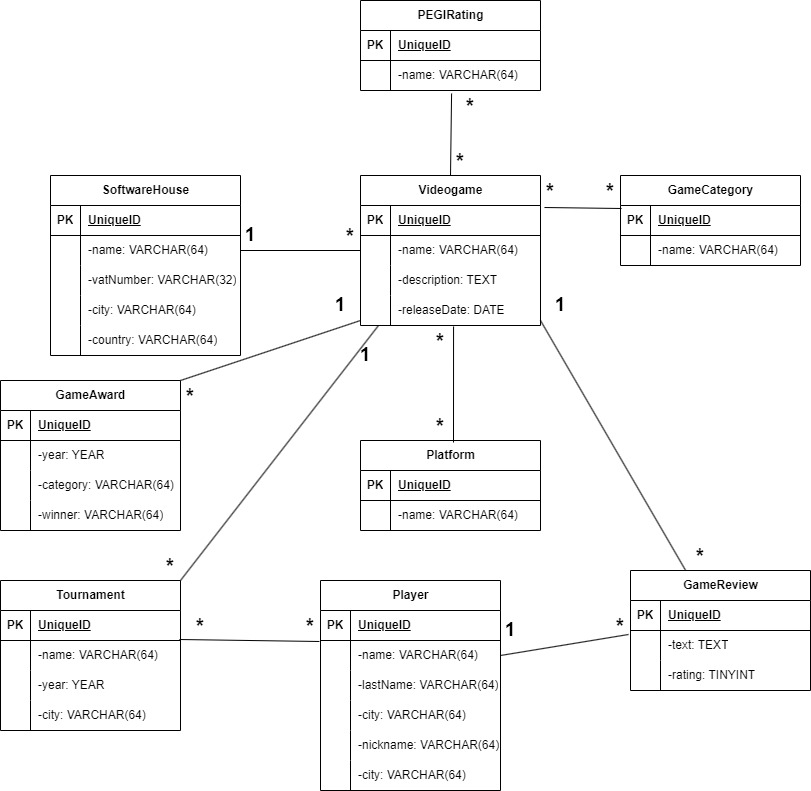 PEGIRating
PK UniqueID
-name: VARCHAR(64)
*
*
SoftwareHouse
PK UniqueID
-name: VARCHAR(64)
-vatNumber: VARCHAR(32)
-city: VARCHAR(64)
-country: VARCHAR(64)
1
*
Videogame
PK UniqueID
-name: VARCHAR(64)
-description: TEXT
-releaseDate: DATE
*
*
GameCategory
PK UniqueID
-name: VARCHAR(64)
1
1
1
*
*
GameAward
PK UniqueID
-year: YEAR
-category: VARCHAR(64)
-winner: VARCHAR(64)
*
Platform
PK UniqueID
-name: VARCHAR(64)
*
*
Tournament
PK UniqueID
-name: VARCHAR(64)
-year: YEAR
-city: VARCHAR(64)
*
*
Player
PK UniqueID
-name: VARCHAR(64)
-lastName: VARCHAR(64)
-city: VARCHAR(64)
-nickname: VARCHAR(64)
-city: VARCHAR(64)
1
*
GameReview
PK UniqueID
-text: TEXT
-rating: TINYINT